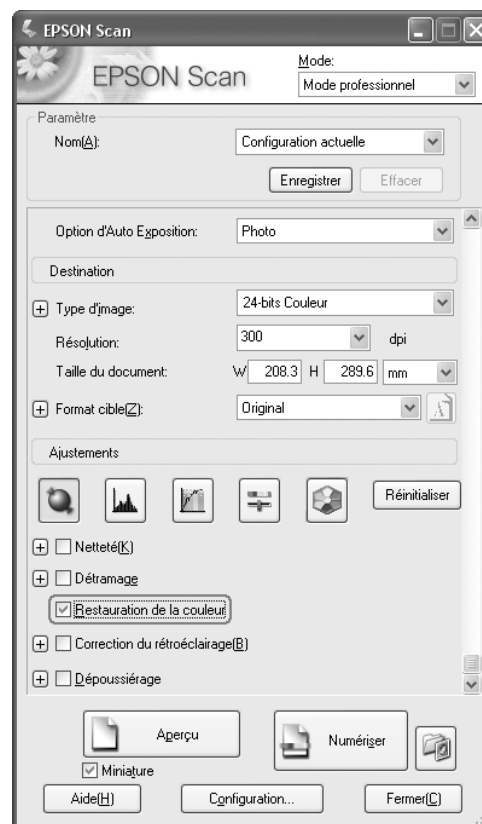 EPSON Scan
EPSON Scan
Mode:
Mode professionnel
Paramètre
Nom(A):
Configuration actuelle
Enregistrer
Effacer
Option d'Auto Exposition:
Photo
Destination
Type d'image:
24-bits Couleur
Résolution:
300
dpi
Taille du document:
W 208.3 H 289.6 mm
Format cible(Z):
Original
Ajustements
Réinitialiser
Netteté(K)
Détramage
Restauration de la couleur
Correction du rétroéclairage(B)
Dépoussiérage
Aperçu
Numériser
Miniature
Aide(H)
Configuration...
Fermer(C)